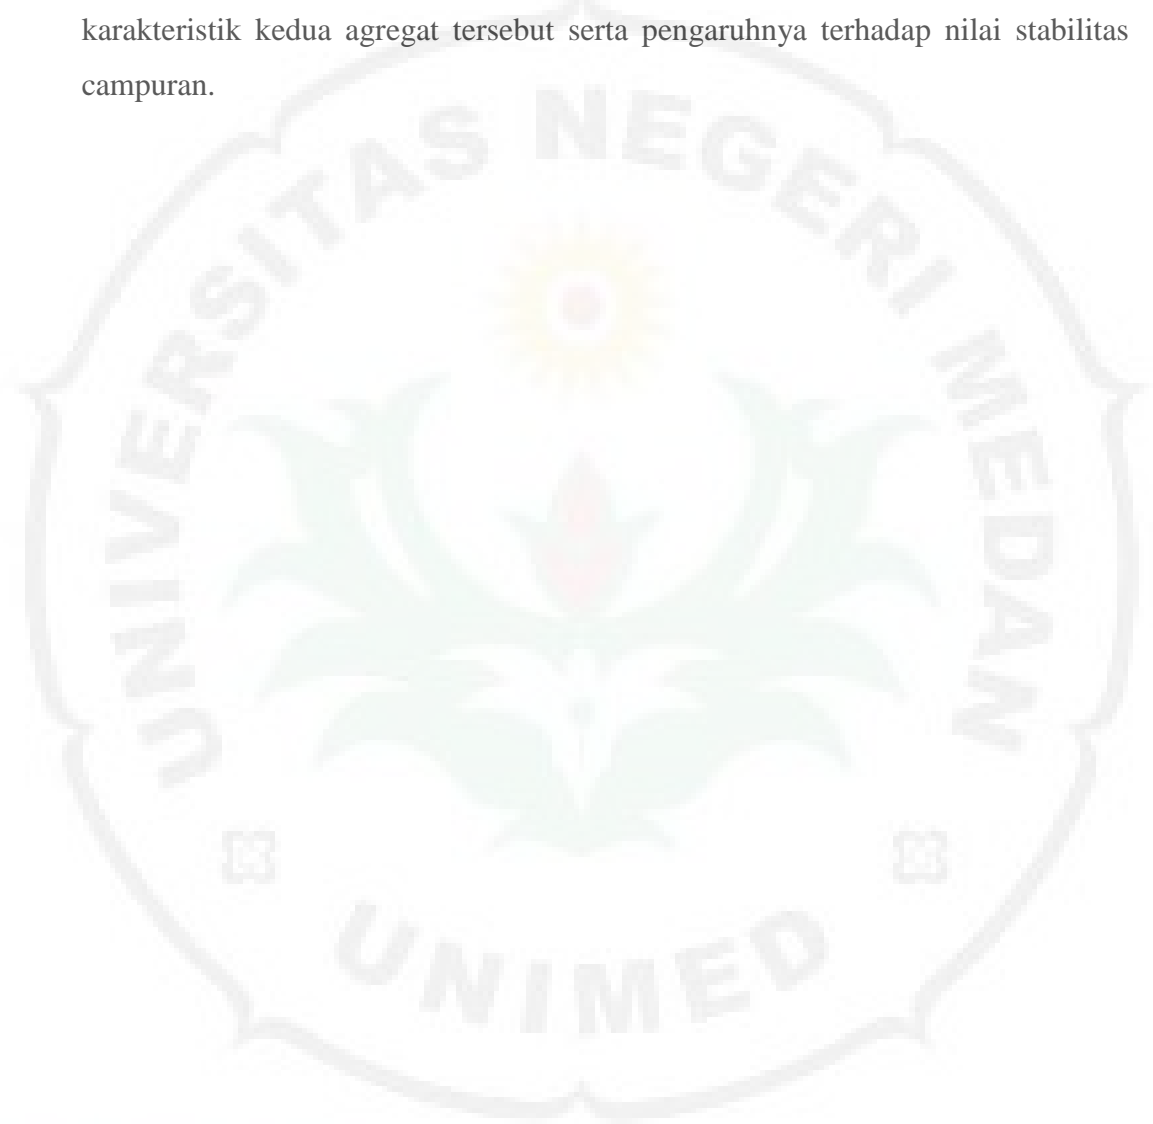 karakteristik kedua agregat tersebut serta pengaruhnya terhadap nilai stabilitas
campuran.
UNIVERSITAS NEGERI MEDAN
UNIMED